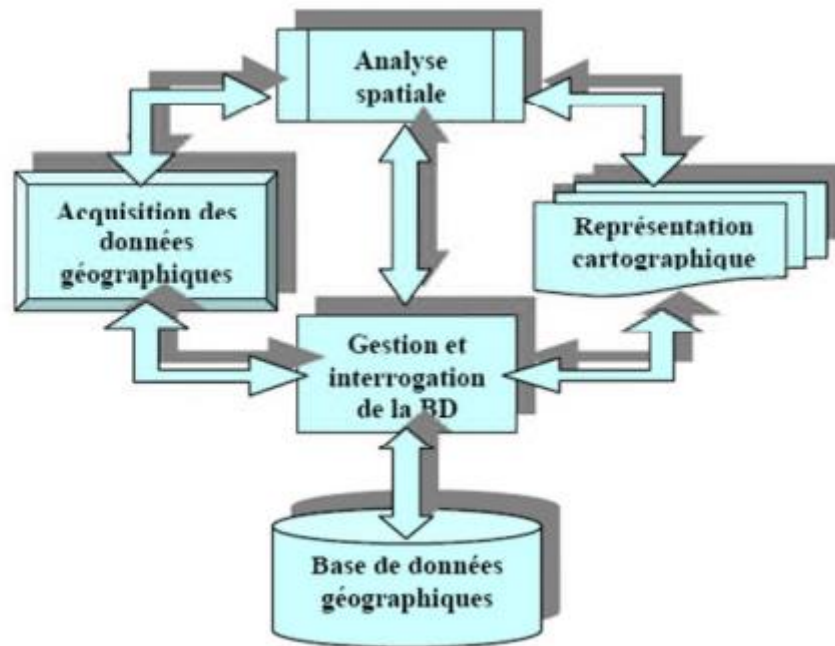 Analyse
spatiale
Acquisition des
données
géographiques
Représentation
cartographique
Gestion et
interrogation
de la BD
Base de données
géographiques